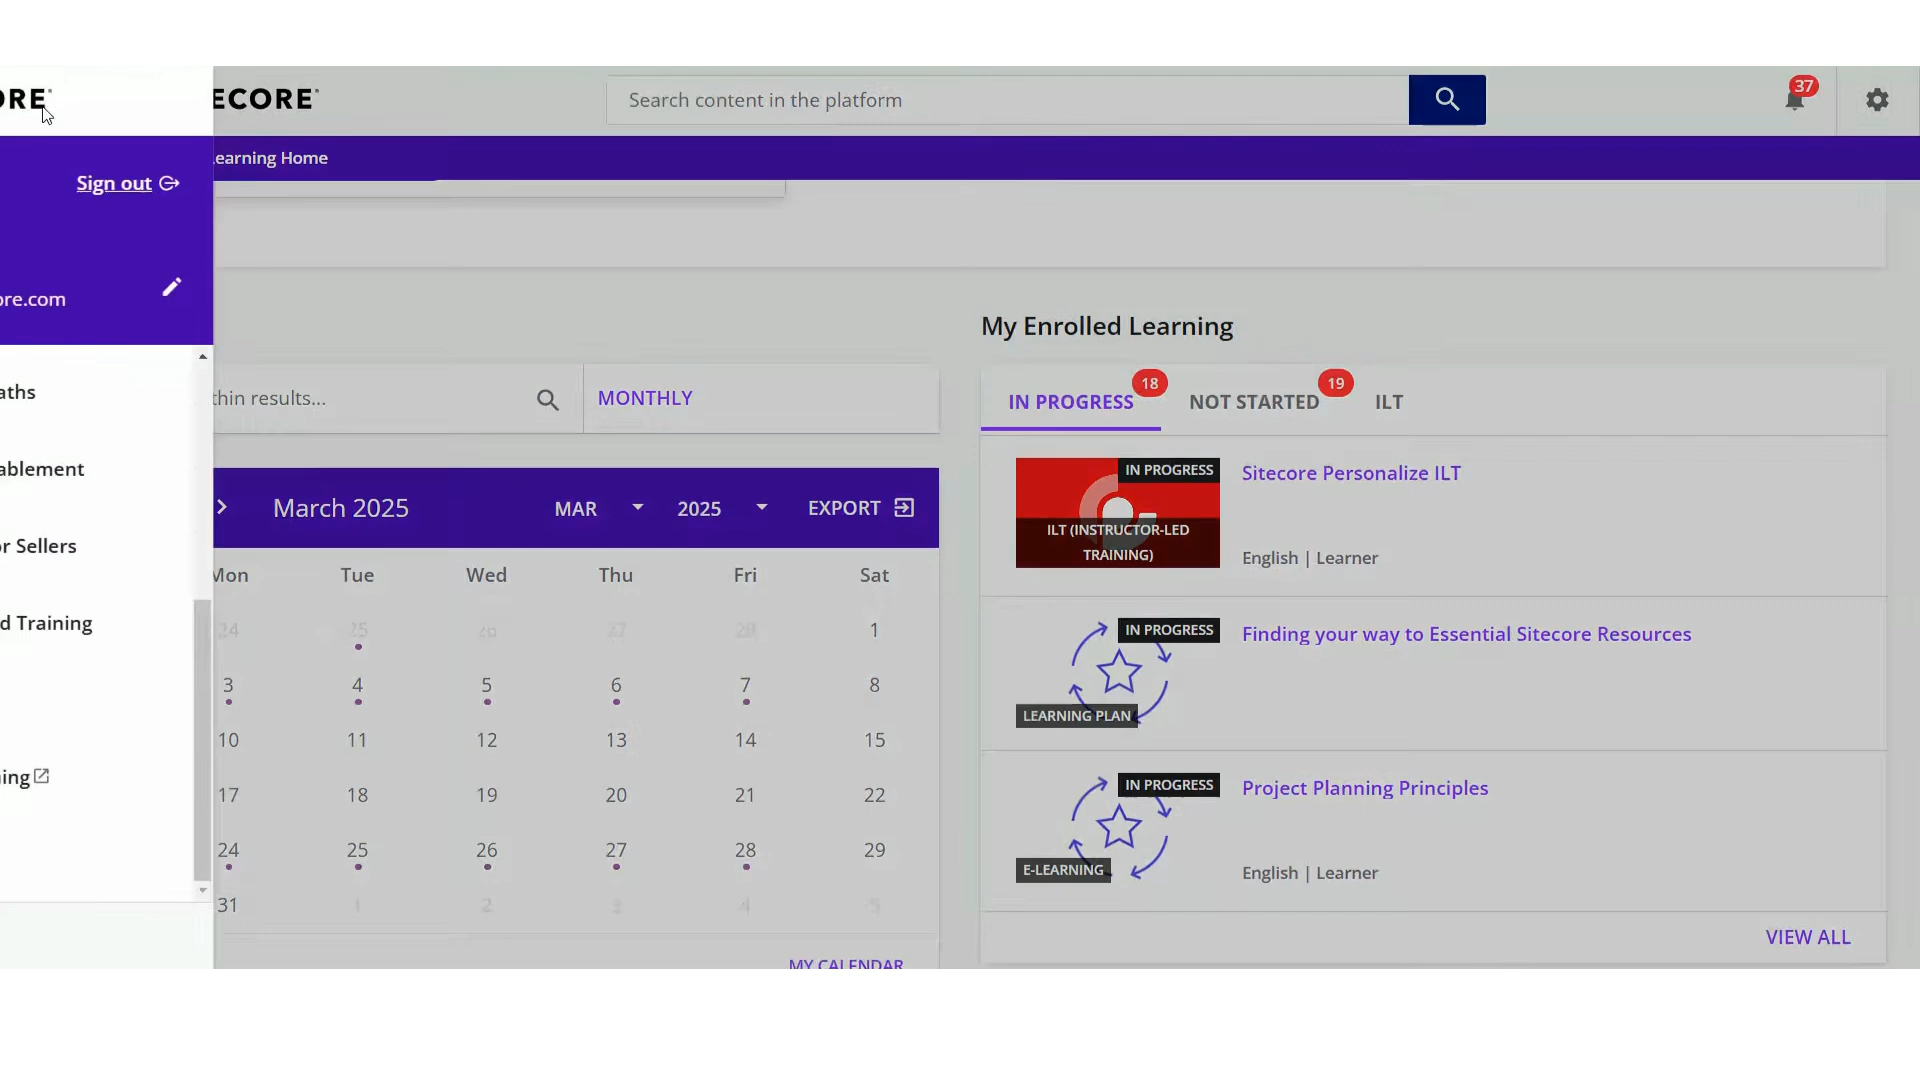 ORE
ECORE
Search content in the platform
37
Sign out
earning Home
ore.com
My Enrolled Learning
aths
thin results...
MONTHLY
IN PROGRESS
18
NOT STARTED
19
ILT
ablement
IN PROGRESS
Sitecore Personalize ILT
March 2025
MAR
2025
EXPORT
ILT (INSTRUCTOR-LED
TRAINING)
or Sellers
English | Learner
Mon Tue Wed Thu Fri Sat
d Training
24 25 26 27 28 1
IN PROGRESS
Finding your way to Essential Sitecore Resources
3 4 5 6 7 8
LEARNING PLAN
10 11 12 13 14 15
ing
IN PROGRESS
Project Planning Principles
17 18 19 20 21 22
24 25 26 27 28 29
E-LEARNING
English | Learner
31 1 2 3 4 5
VIEW ALL
MY CALENDAR